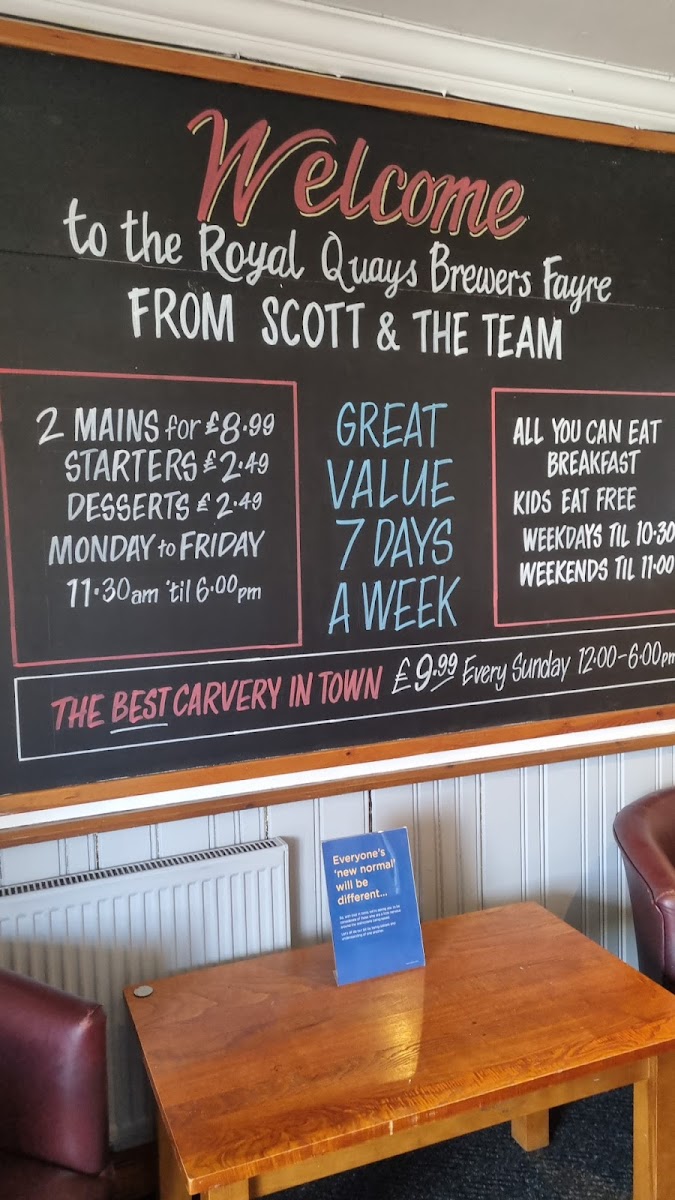 Welcome
to the Royal Quays Brewers Fayre
FROM SCOTT & THE TEAM
2 MAINS for £8.99
STARTERS £2.49
DESSERTS £2.49
MONDAY to FRIDAY
11.30am 'til 6.00pm
GREAT
VALUE
7 DAYS
A WEEK
ALL YOU CAN EAT
BREAKFAST
KIDS EAT FREE
WEEKDAYS TIL 10.30
WEEKENDS TIL 11.00
THE BEST CARVERY IN TOWN £9.99 Every Sunday 12.00-6.00pm
Everyone's
'new normal'
will be
different...